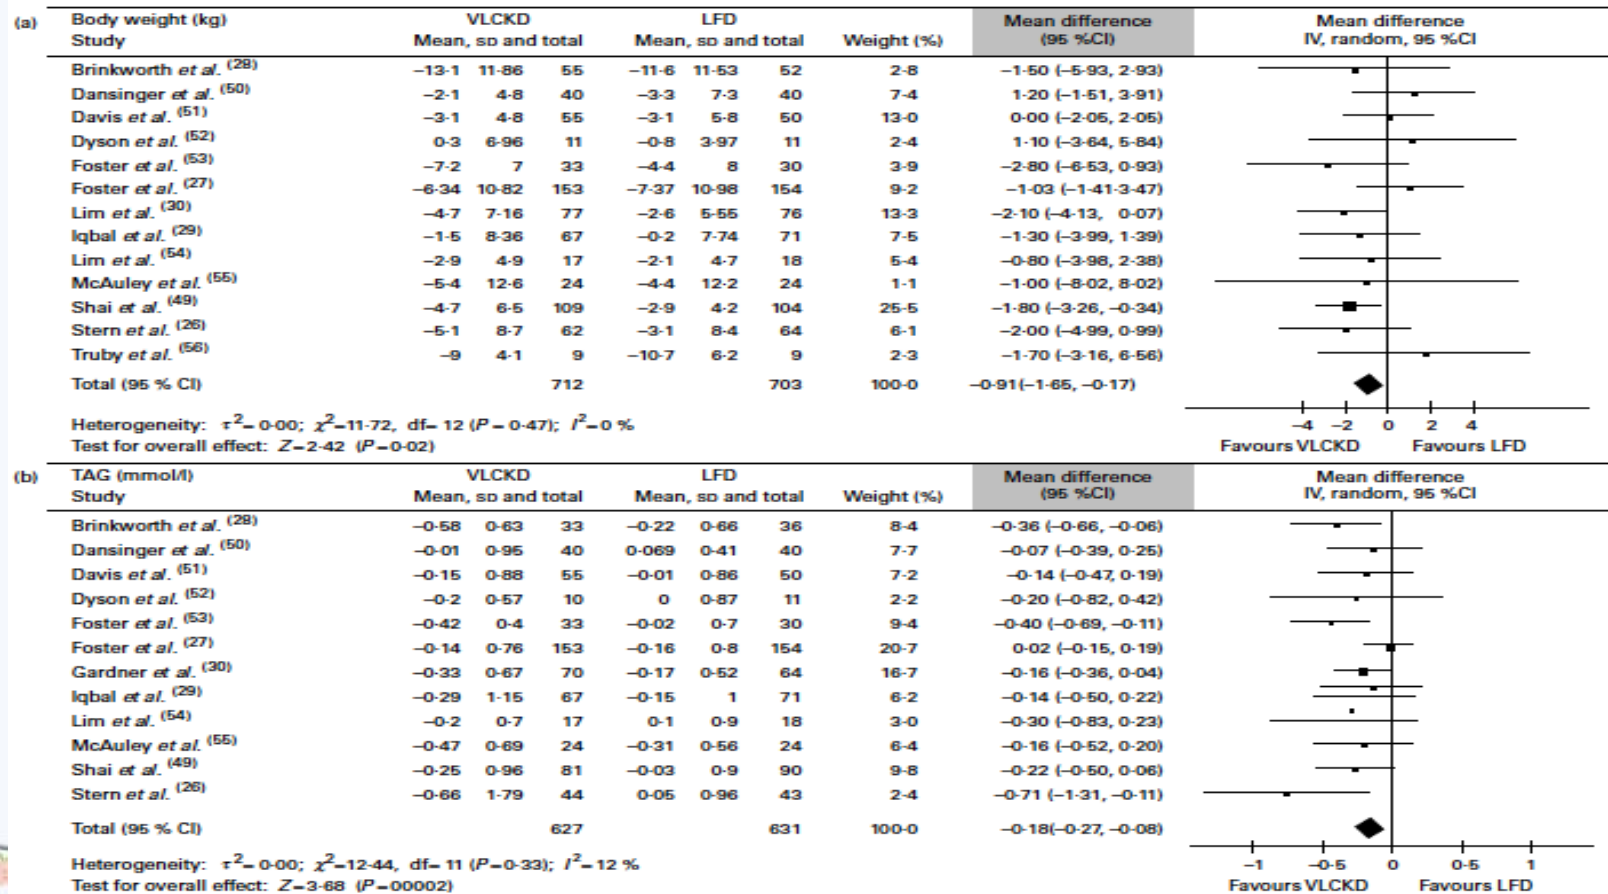 (a) Body weight (kg) VLCKD LFD Mean difference Mean difference
Study Mean, SD and total Mean, SD and total Weight (%) (95 %CI) IV, random, 95 %CI
Brinkworth et al. (28) −13·1 11·86 55 −11·6 11·53 52 2·8 −1·50 (−5·93, 2·93)
Dansinger et al. (50) −2·1 4·8 40 −3·3 7·3 40 7·4 1·20 (−1·51, 3·91)
Davis et al. (51) −3·1 4·8 55 −3·1 5·8 50 13·0 0·00 (−2·05, 2·05)
Dyson et al. (52) 0·3 6·96 11 −0·8 3·97 11 2·4 1·10 (−3·64, 5·84)
Foster et al. (53) −7·2 7 33 −4·4 8 30 3·9 −2·80 (−6·53, 0·93)
Foster et al. (27) −6·34 10·82 153 −7·37 10·98 154 9·2 −1·03 (−1·41·3·47)
Lim et al. (30) −4·7 7·16 77 −2·6 5·55 76 13·3 −2·10 (−4·13, 0·07)
Iqbal et al. (29) −1·5 8·36 67 −0·2 7·74 71 7·5 −1·30 (−3·99, 1·39)
Lim et al. (54) −2·9 4·9 17 −2·1 4·7 18 5·4 −0·80 (−3·98, 2·38)
McAuley et al. (55) −5·4 12·6 24 −4·4 12·2 24 1·1 −1·00 (−8·02, 8·02)
Shai et al. (49) −4·7 6·5 109 −2·9 4·2 104 25·5 −1·80 (−3·26, −0·34)
Stern et al. (26) −5·1 8·7 62 −3·1 8·4 64 6·1 −2·00 (−4·99, 0·99)
Truby et al. (56) −9 4·1 9 −10·7 6·2 9 2·3 −1·70 (−3·16, 6·56)
Total (95 % CI) 712 703 100·0 −0·91(−1·65, −0·17)
−4 −2 0 2 4
Heterogeneity: τ²=0·00; χ²=11·72, df=12 (P=0·47); I²=0 %
Test for overall effect: Z=2·42 (P=0·02) Favours VLCKD Favours LFD
(b) TAG (mmol/l) VLCKD LFD Mean difference Mean difference
Study Mean, SD and total Mean, SD and total Weight (%) (95 %CI) IV, random, 95 %CI
Brinkworth et al. (28) −0·58 0·63 33 −0·22 0·66 36 8·4 −0·36 (−0·66, −0·06)
Dansinger et al. (50) −0·01 0·95 40 0·069 0·41 40 7·7 −0·07 (−0·39, 0·25)
Davis et al. (51) −0·15 0·88 55 −0·01 0·86 50 7·2 −0·14 (−0·47, 0·19)
Dyson et al. (52) −0·2 0·57 10 0 0·87 11 2·2 −0·20 (−0·82, 0·42)
Foster et al. (53) −0·42 0·4 33 −0·02 0·7 30 9·4 −0·40 (−0·69, −0·11)
Foster et al. (27) −0·14 0·76 153 −0·16 0·8 154 20·7 0·02 (−0·15, 0·19)
Gardner et al. (30) −0·33 0·67 70 −0·17 0·52 64 16·7 −0·16 (−0·36, 0·04)
Iqbal et al. (29) −0·29 1·15 67 −0·15 1 71 6·2 −0·14 (−0·50, 0·22)
Lim et al. (54) −0·2 0·7 17 0·1 0·9 18 3·0 −0·30 (−0·83, 0·23)
McAuley et al. (55) −0·47 0·69 24 −0·31 0·56 24 6·4 −0·16 (−0·52, 0·20)
Shai et al. (49) −0·25 0·96 81 −0·03 0·9 90 9·8 −0·22 (−0·50, 0·06)
Stern et al. (26) −0·66 1·79 44 0·05 0·96 43 2·4 −0·71 (−1·31, −0·11)
Total (95 % CI) 627 631 100·0 −0·18(−0·27, −0·08)
Heterogeneity: τ²=0·00; χ²=12·44, df=11 (P=0·33); I²=12 % −1 −0·5 0 0·5 1
Test for overall effect: Z=3·68 (P=00002) Favours VLCKD Favours LFD